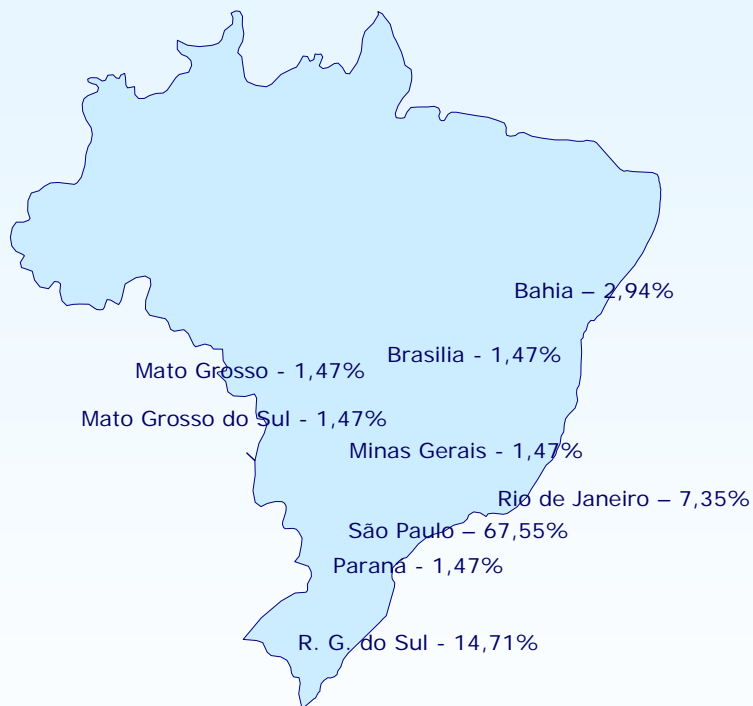 Bahia – 2,94%
Brasilia - 1,47%
Mato Grosso - 1,47%
Mato Grosso do Sul - 1,47%
Minas Gerais - 1,47%
Rio de Janeiro – 7,35%
São Paulo – 67,55%
Paraná - 1,47%
R. G. do Sul - 14,71%